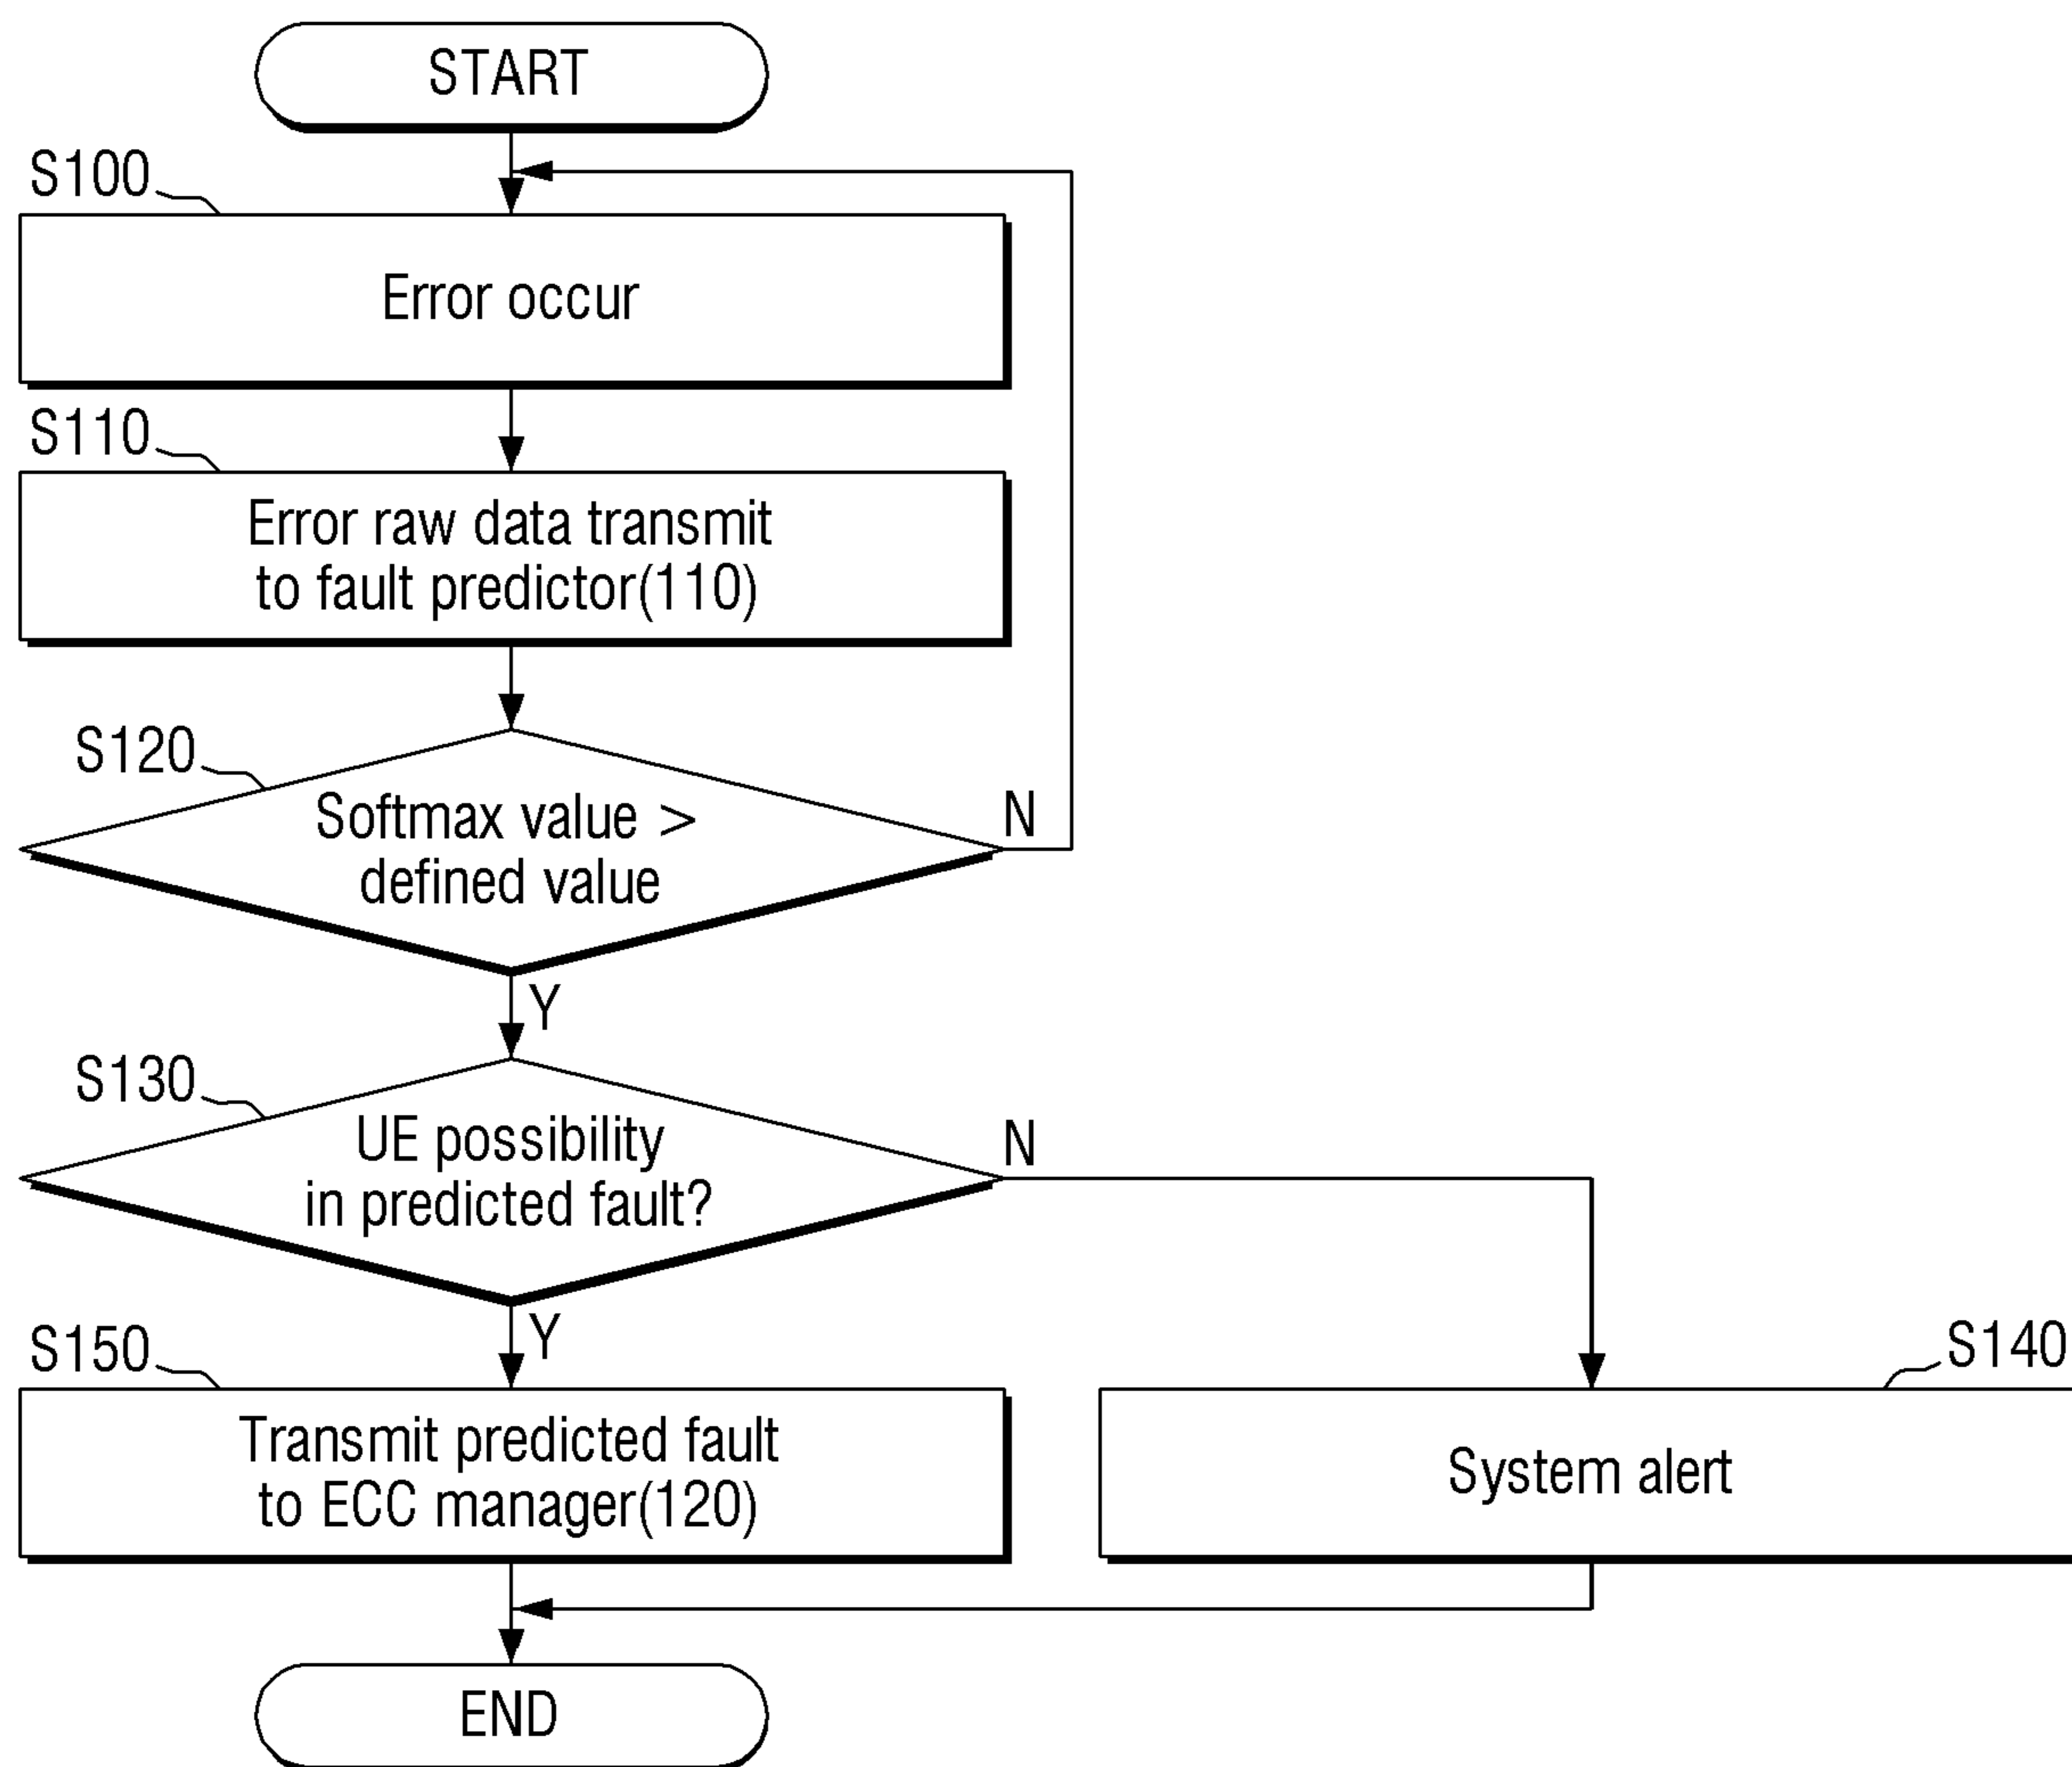 START
S100
Error occur
S110
Error raw data transmit
to fault predictor(110)
S120
Softmax value >
defined value
N
Y
S130
UE possibility
in predicted fault?
N
Y
S150
Transmit predicted fault
to ECC manager(120)
S140
System alert
END